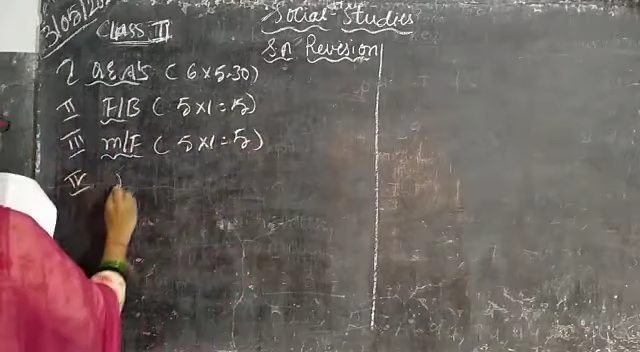 3/05/20
Social Studies
Class II
SA Revision
I Q&A's ( 6 x 5 = 30)
II F/B ( 5 x 1 = 5)
III M/F ( 5 x 1 = 5)
IV